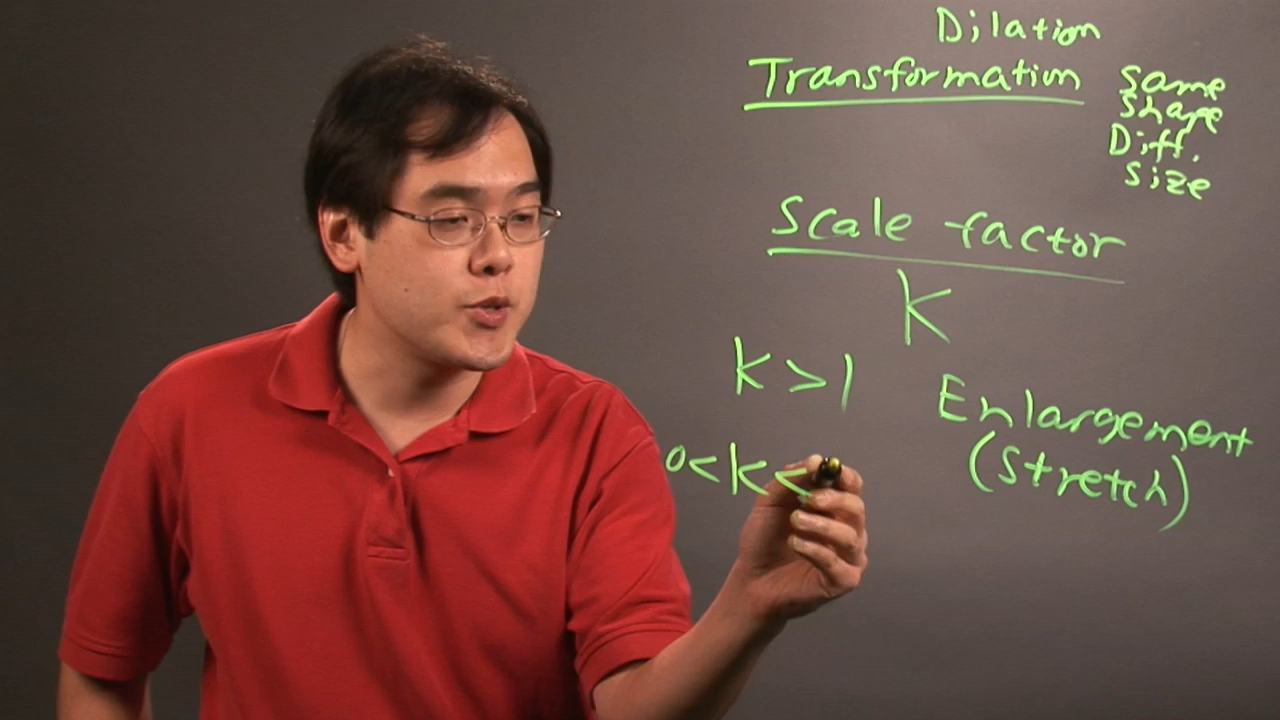 Dilation
Transformation
same
shape
Diff.
size
Scale factor
K
K > 1
Enlargement
(stretch)
0 < K <